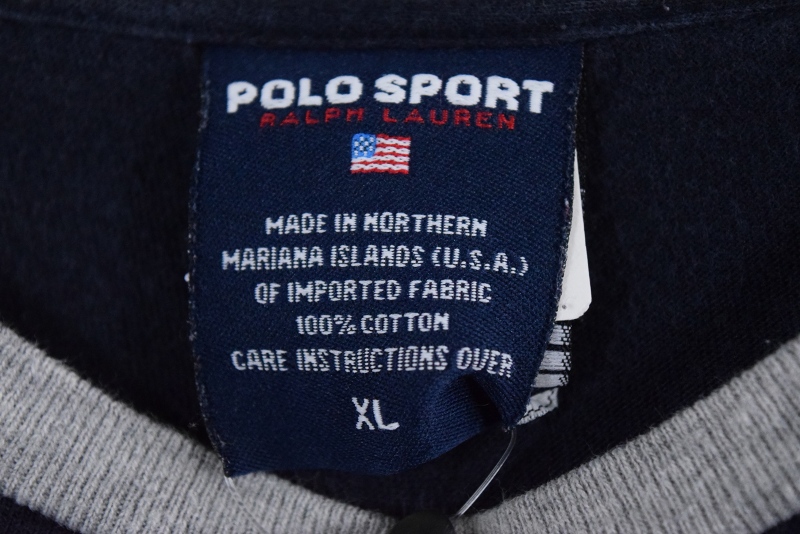 POLO SPORT
RALPH LAUREN
MADE IN NORTHERN
MARIANA ISLANDS (U.S.A.)
OF IMPORTED FABRIC
100% COTTON
CARE INSTRUCTIONS OVER
XL